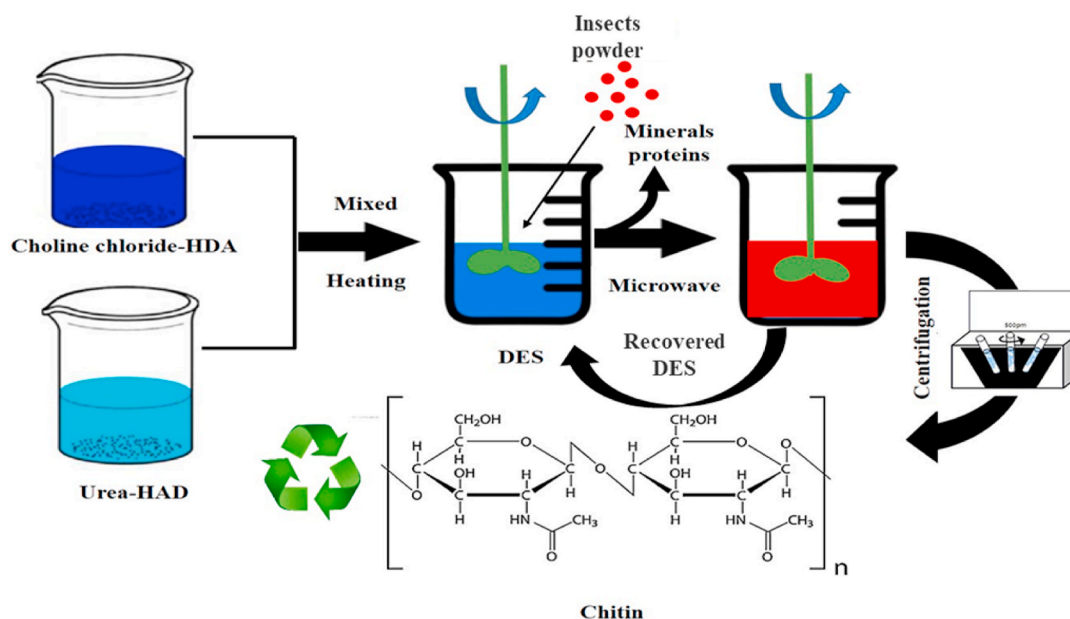 Insects
powder
Minerals
proteins
Choline chloride-HDA
Mixed
Heating
Microwave
DES
Recovered
DES
Centrifugation
Urea-HAD
CH₂OH
CH₂OH
H
O
H
H
O
O
H
H
H
H
C
C
C
C
O
C
C
C
C
O
OH
H
OH
H
C
C
C
C
H
HN
C
CH₃
H
HN
C
CH₃
O
O
n
Chitin